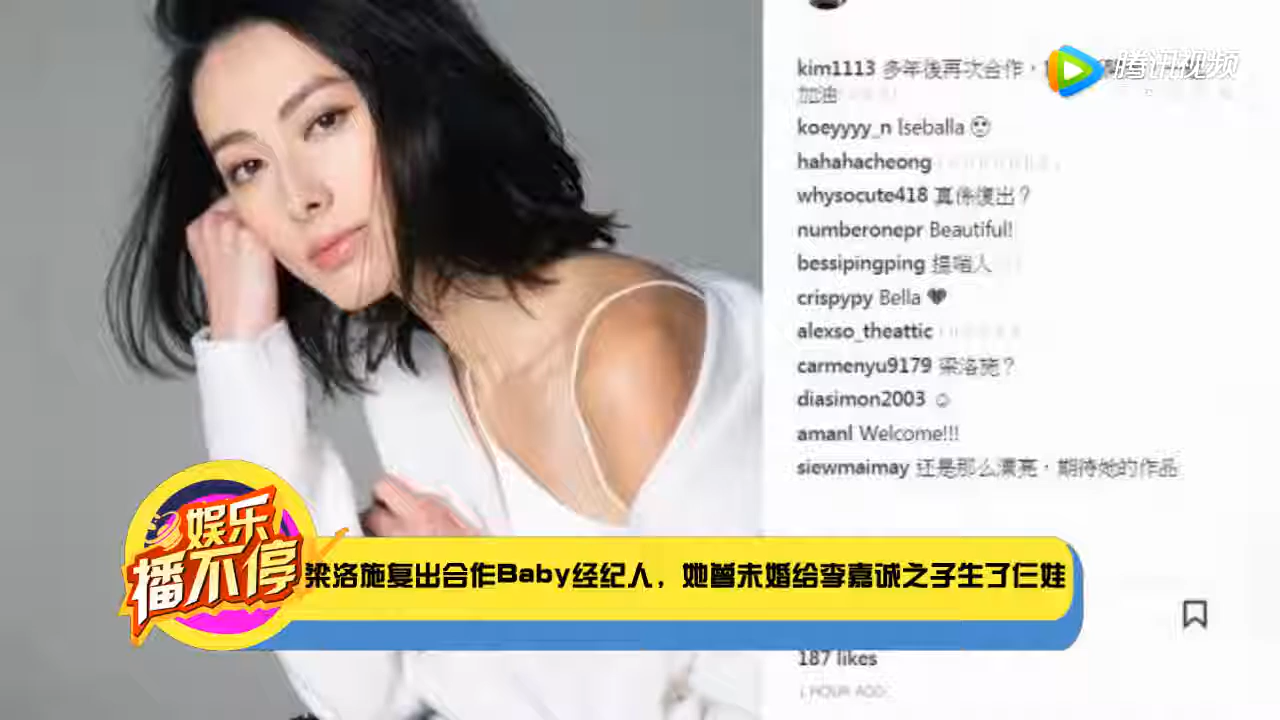 腾讯视频
kim1113 多年後再次合作，
加油
koeyyyy_n Iseballa
hahahacheong
whysocute418 真係復出？
numberonepr Beautiful!
bessipingping 提啱人
crispypy Bella
alexso_theattic
carmenyu9179 梁洛施？
diasimon2003
amanl Welcome!!!
siewmaimay 还是那么漂亮，期待她的作品
娱乐
播不停
梁洛施复出合作Baby经纪人，她曾未婚给李嘉诚之子生了仨娃
187 likes
1 HOUR AGO